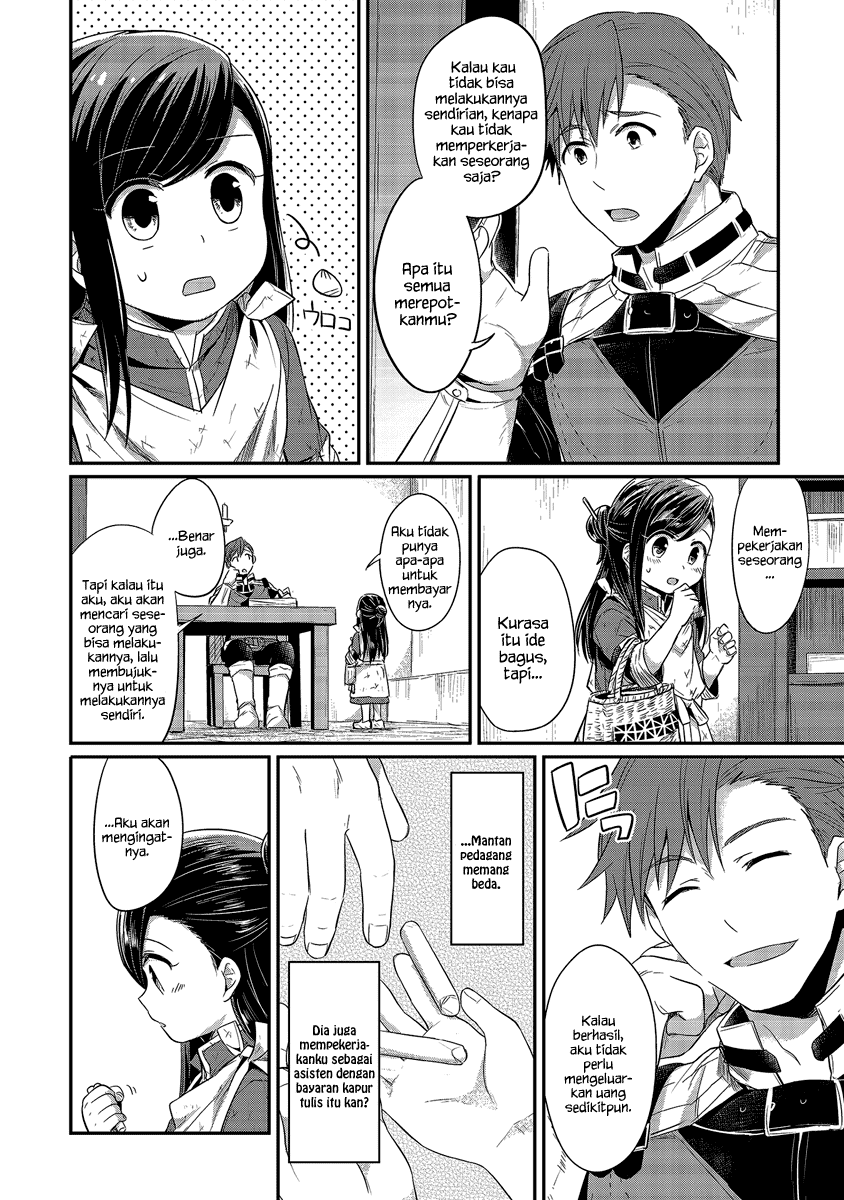 Kalau kau
tidak bisa
melakukannya
sendirian, kenapa
kau tidak
memperkerja-
kan seseorang
saja?
Apa itu
semua
merepot-
kanmu?
ウロコ
Mem-
pekerjakan
seseorang
...
Kurasa
itu ide
bagus,
tapi...
Aku tidak
punya
apa-apa
untuk
membayar
nya.
...Benar
juga.
Tapi kalau itu
aku, aku akan
mencari sese-
orang yang
bisa melaku-
kannya, lalu
membujuk-
nya untuk
melakukannya
sendiri.
にっ
Kalau
berhasil,
aku tidak
perlu
mengeluar-
kan uang
sedikitpun.
...Mantan
pedagang
memang
beda.
Dia juga
mempekerja-
kanku sebagai
asisten dengan
bayaran kapur
tulis itu kan?
...Aku akan
mengingat-
nya.